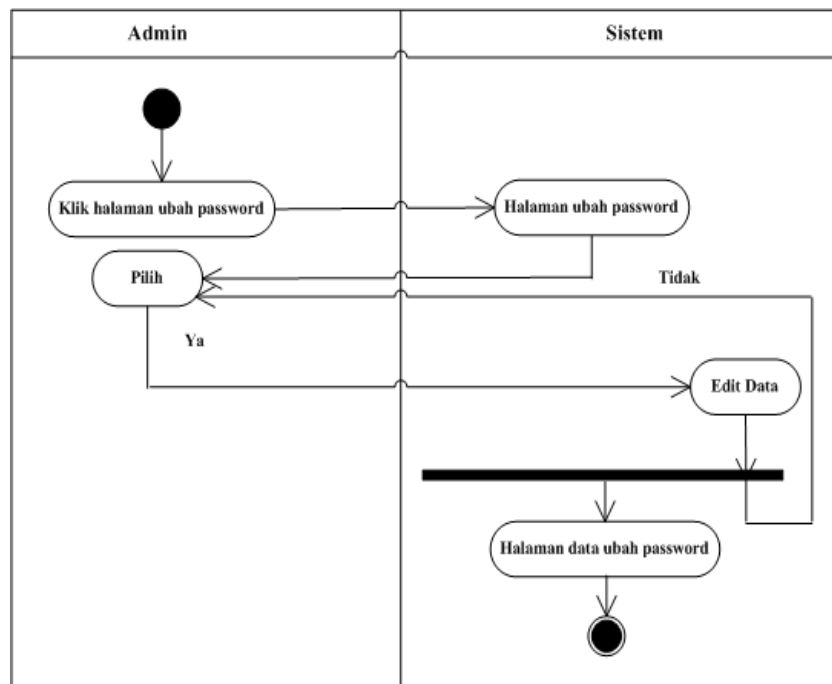 Admin
Sistem
Klik halaman ubah password
Halaman ubah password
Pilih
Tidak
Ya
Edit Data
Halaman data ubah password